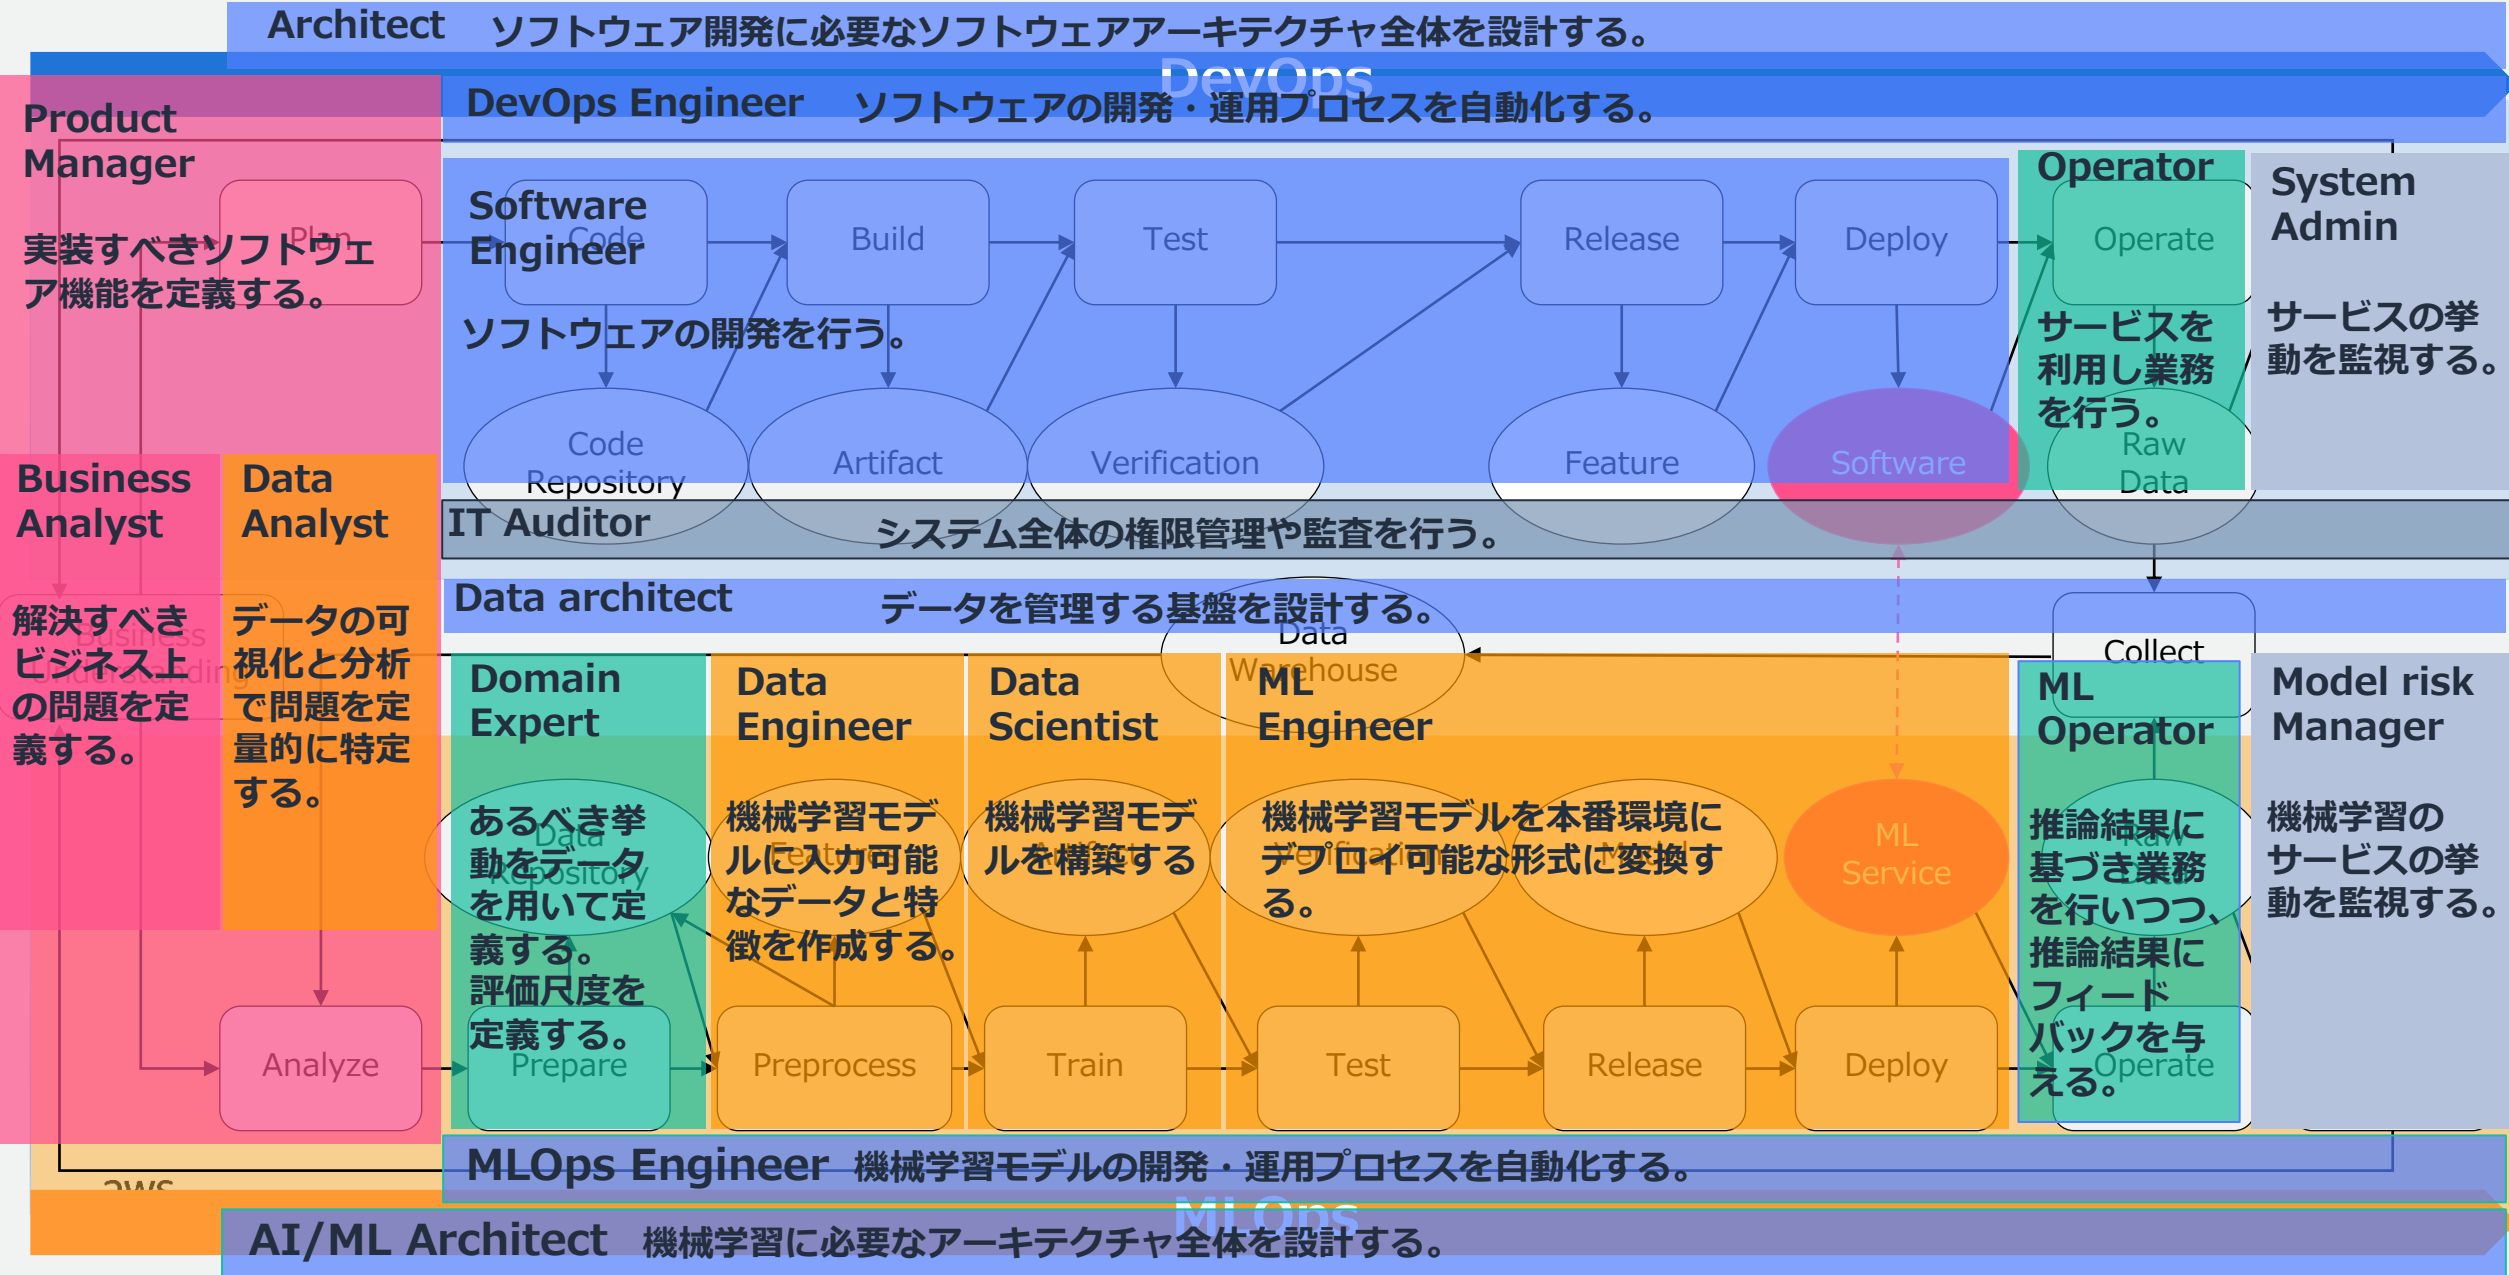 Architect ソフトウェア開発に必要なソフトウェアアーキテクチャ全体を設計する。
DevOps
DevOps Engineer ソフトウェアの開発・運用プロセスを自動化する。
Product
Manager
実装すべきソフトウェ
ア機能を定義する。
Plan
Software
Engineer
ソフトウェアの開発を行う。
Code
Build
Test
Release
Deploy
Operator
Operate
サービスを
利用し業務
を行う。
System
Admin
サービスの挙
動を監視する。
Code
Repository
Artifact
Verification
Feature
Software
Raw
Data
Business
Analyst
解決すべき
ビジネス上
の問題を定
義する。
Business
Understanding
Data
Analyst
データの可
視化と分析
で問題を定
量的に特定
する。
IT Auditor システム全体の権限管理や監査を行う。
Data architect データを管理する基盤を設計する。
Data
Warehouse
Collect
Domain
Expert
あるべき挙
動をデータ
を用いて定
義する。
評価尺度を
定義する。
Data
Repository
Data
Engineer
機械学習モデ
ルに入力可能
なデータと特
徴を作成する。
Features
Data
Scientist
機械学習モデ
ルを構築する
Artifact
ML
Engineer
機械学習モデルを本番環境に
デプロイ可能な形式に変換す
る。
Verification
Model
ML
Service
ML
Operator
推論結果に
基づき業務
を行いつつ、
推論結果に
フィード
バックを与
える。
Raw
Data
Model risk
Manager
機械学習の
サービスの挙
動を監視する。
Analyze
Prepare
Preprocess
Train
Test
Release
Deploy
Operate
MLOps Engineer 機械学習モデルの開発・運用プロセスを自動化する。
aws
MLOps
AI/ML Architect 機械学習に必要なアーキテクチャ全体を設計する。